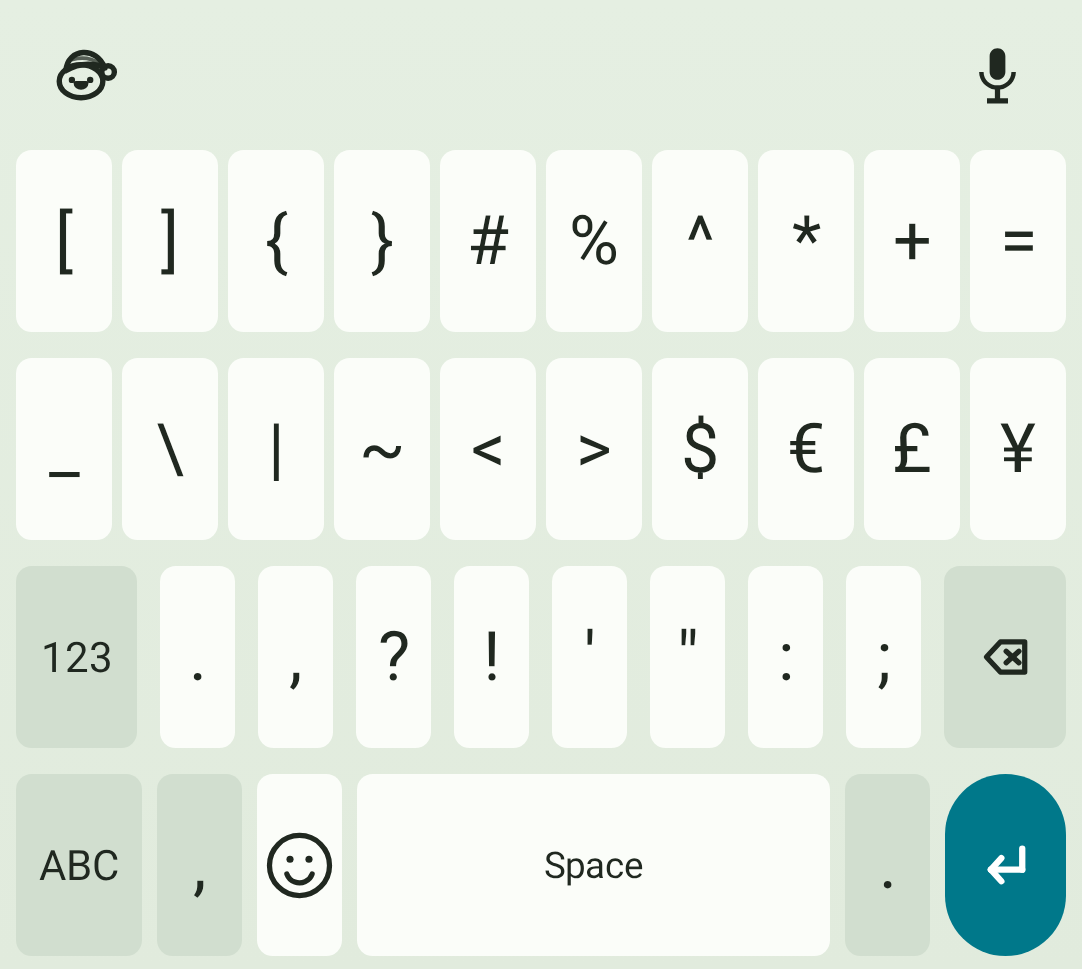 [ ] { } # % ^ * + =
_ \ | ~ < > $ € £ ¥
123 . , ? ! ' " : ;
ABC , Space .